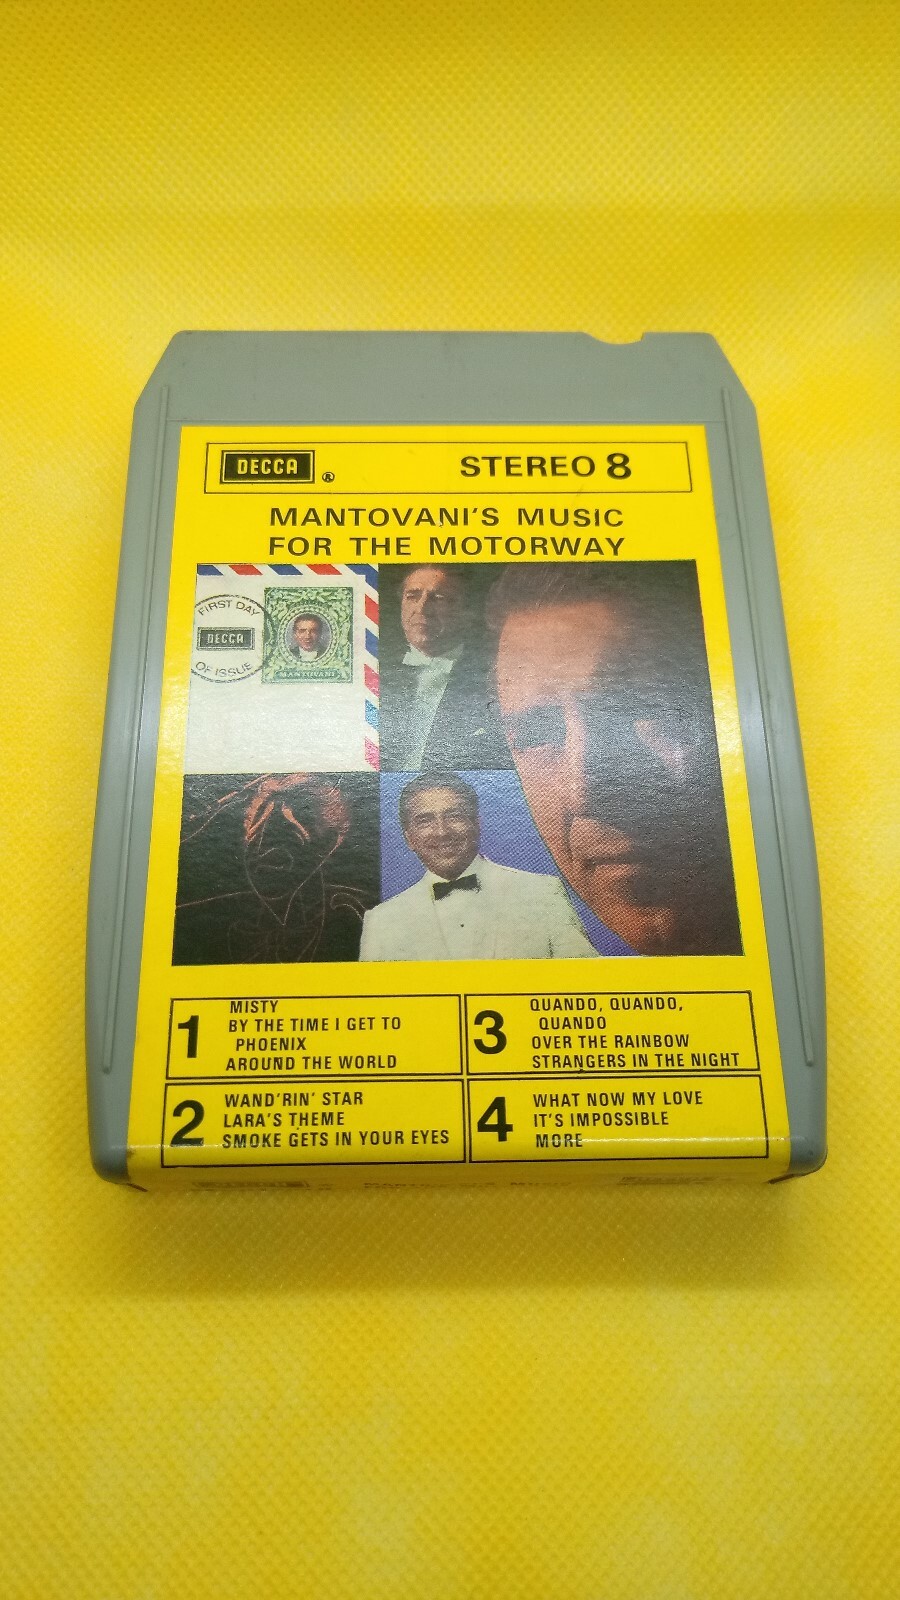 DECCA ® STEREO 8
MANTOVANI'S MUSIC
FOR THE MOTORWAY
FIRST DAY
DECCA
OF ISSUE
MANTOVANI
1
MISTY
BY THE TIME I GET TO
PHOENIX
AROUND THE WORLD
2
WAND'RIN' STAR
LARA'S THEME
SMOKE GETS IN YOUR EYES
3
QUANDO, QUANDO,
QUANDO
OVER THE RAINBOW
STRANGERS IN THE NIGHT
4
WHAT NOW MY LOVE
IT'S IMPOSSIBLE
MORE